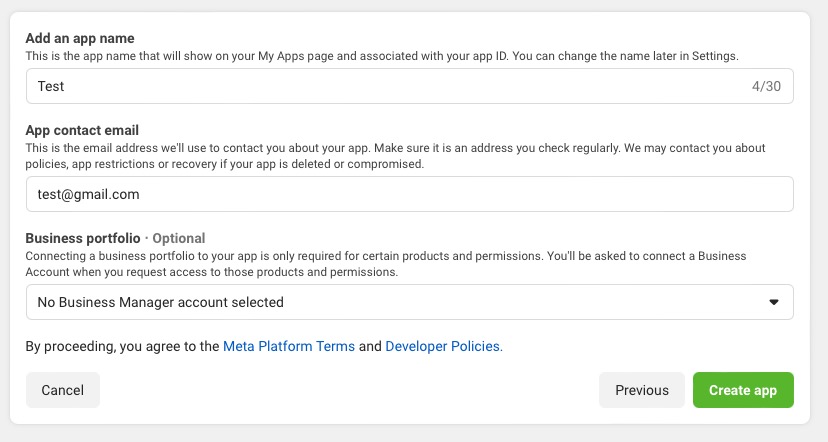 Add an app name
This is the app name that will show on your My Apps page and associated with your app ID. You can change the name later in Settings.
Test 4/30
App contact email
This is the email address we'll use to contact you about your app. Make sure it is an address you check regularly. We may contact you about
policies, app restrictions or recovery if your app is deleted or compromised.
test@gmail.com
Business portfolio · Optional
Connecting a business portfolio to your app is only required for certain products and permissions. You'll be asked to connect a Business
Account when you request access to those products and permissions.
No Business Manager account selected
By proceeding, you agree to the Meta Platform Terms and Developer Policies.
Cancel Previous Create app